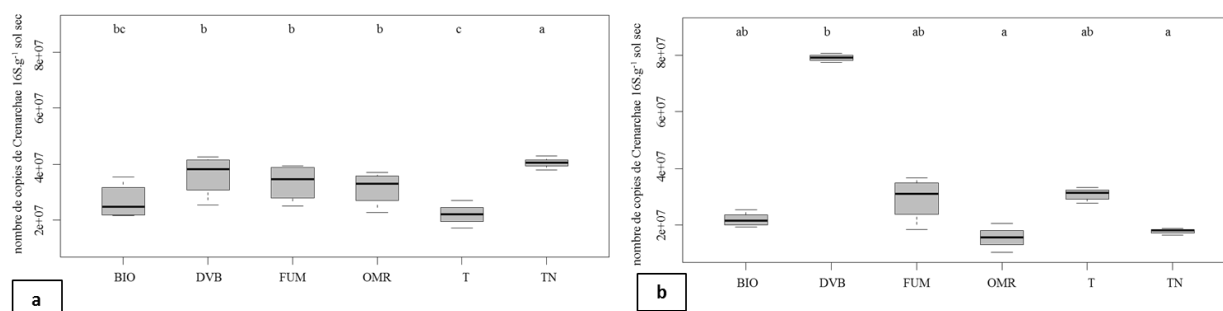 bc b b b c a
nombre de copies de Crenarchae 16S.g⁻¹ sol sec
8e+07
6e+07
4e+07
2e+07
BIO DVB FUM OMR T TN
a
ab b ab a ab a
nombre de copies de Crenarchae 16S.g⁻¹ sol sec
8e+07
6e+07
4e+07
2e+07
BIO DVB FUM OMR T TN
b